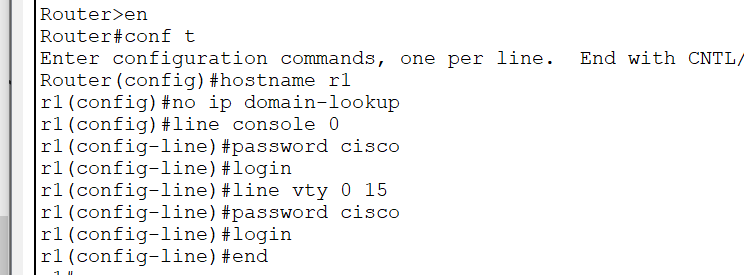 Router>en
Router#conf t
Enter configuration commands, one per line.  End with CNTL/
Router(config)#hostname r1
r1(config)#no ip domain-lookup
r1(config)#line console 0
r1(config-line)#password cisco
r1(config-line)#login
r1(config-line)#line vty 0 15
r1(config-line)#password cisco
r1(config-line)#login
r1(config-line)#end